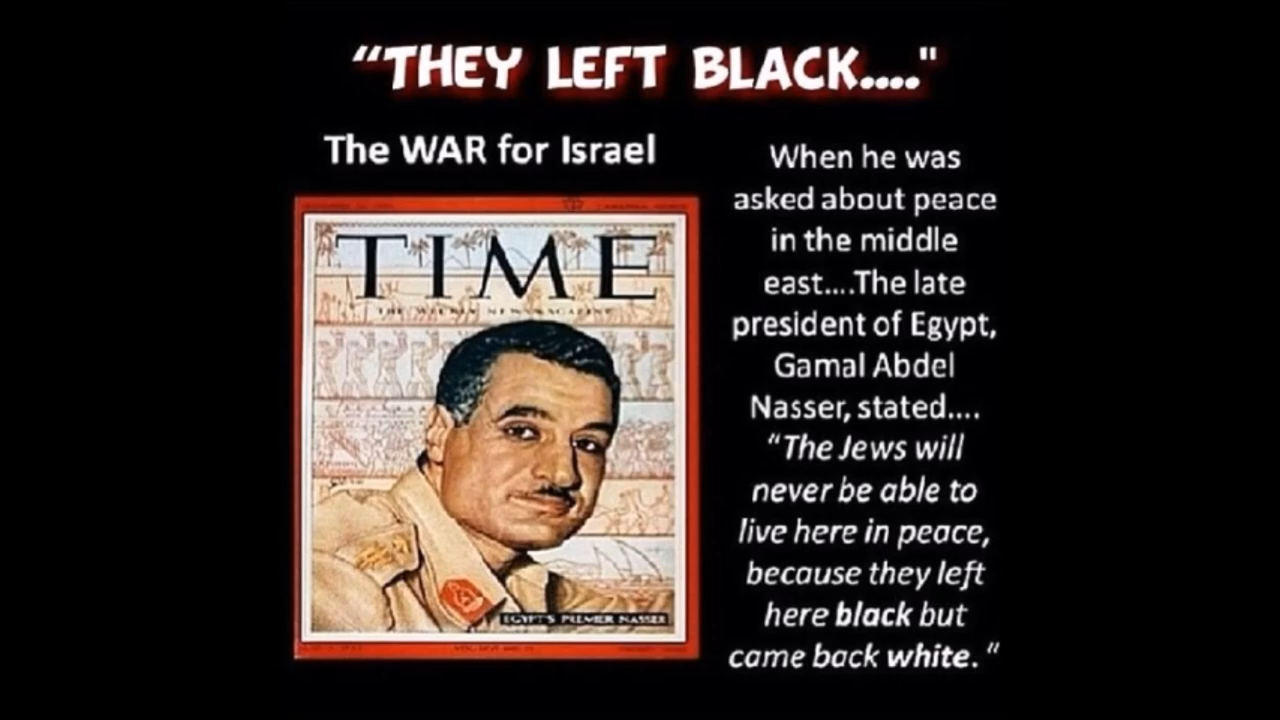 “THEY LEFT BLACK...."
The WAR for Israel
TIME
THE WEEKLY NEWSMAGAZINE
EGYPT'S PREMIER NASSER
When he was
asked about peace
in the middle
east....The late
president of Egypt,
Gamal Abdel
Nasser, stated....
“The Jews will
never be able to
live here in peace,
because they left
here black but
came back white. ”